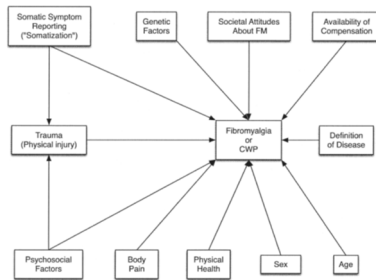 Somatic Symptom
Reporting
("Somatization")
Genetic
Factors
Societal Attitudes
About FM
Availability of
Compensation
Trauma
(Physical injury)
Fibromyalgia
or
CWP
Definition
of Disease
Psychosocial
Factors
Body
Pain
Physical
Health
Sex
Age